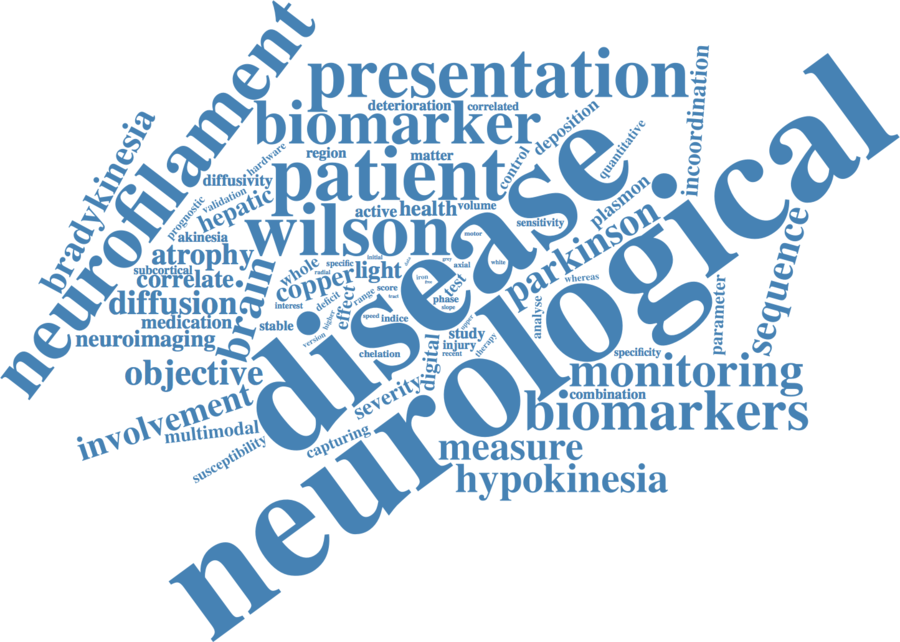 neurofilament
presentation
incoordination
neurological
deterioration
correlated
biomarker
deposition
bradykinesia
region
matter
control
quantitative
hardware
diffusivity
patient
disease
validation
prognostic
hepatic
active
health
volume
sensitivity
plasmon
akinesia
wilson
motor
parkinson
sequence
atrophy
subcortical
correlate
whole
specific
initial
radial
copper
light
grey
axial
white
iron
test
whereas
diffusion
brain
interest
deficit
effect
range
score
tract
phase
slope
analyse
parameter
medication
stable
higher
speed
indice
upper
neuroimaging
version
study
injury
recent
therapy
chelation
digital
specificity
objective
severity
monitoring
combination
involvement
multimodal
biomarkers
susceptibility
capturing
measure
hypokinesia